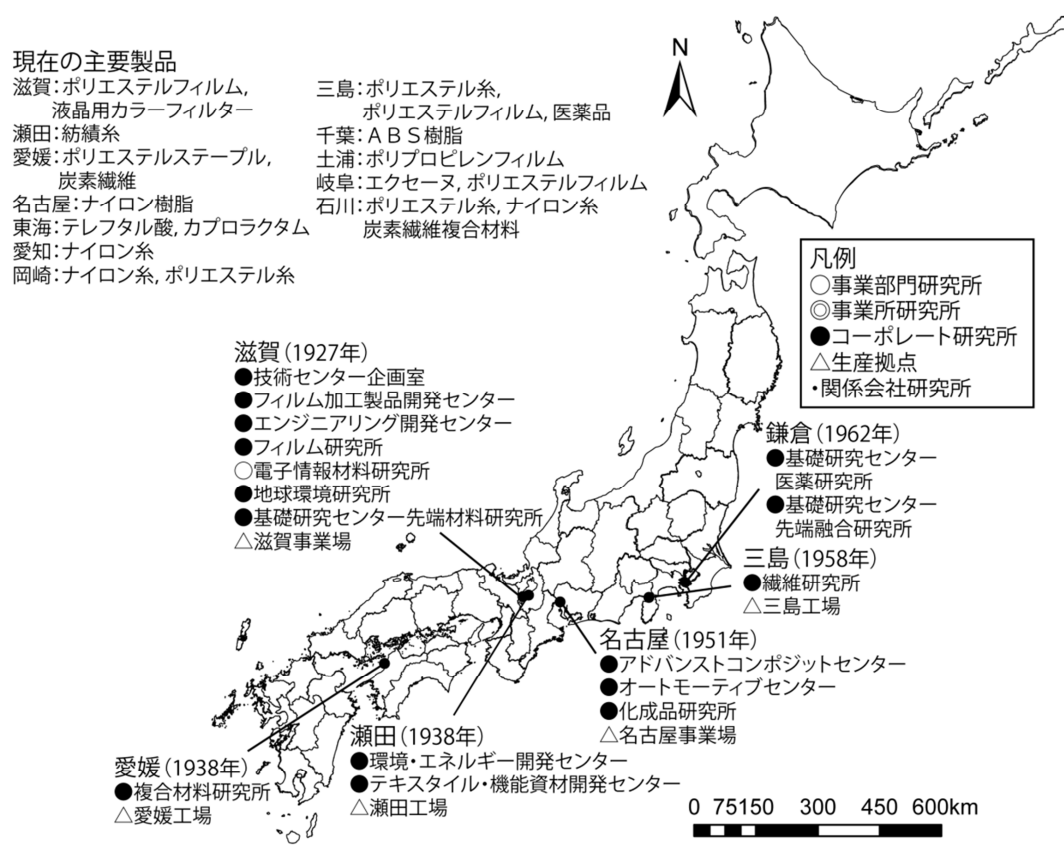 現在の主要製品
滋賀：ポリエステルフィルム，
液晶用カラーフィルター
瀬田：紡績糸
愛媛：ポリエステルステープル，
炭素繊維
名古屋：ナイロン樹脂
東海：テレフタル酸，カプロラクタム
愛知：ナイロン糸
岡崎：ナイロン糸，ポリエステル糸
三島：ポリエステル糸，
ポリエステルフィルム，医薬品
千葉：ＡＢＳ樹脂
土浦：ポリプロピレンフィルム
岐阜：エクセーヌ，ポリエステルフィルム
石川：ポリエステル糸，ナイロン糸
炭素繊維複合材料
N
凡例
○事業部門研究所
◎事業所研究所
●コーポレート研究所
△生産拠点
・関係会社研究所
滋賀（1927年）
●技術センター企画室
●フィルム加工製品開発センター
●エンジニアリング開発センター
●フィルム研究所
○電子情報材料研究所
●地球環境研究所
●基礎研究センター先端材料研究所
△滋賀事業場
鎌倉（1962年）
●基礎研究センター
医薬研究所
●基礎研究センター
先端融合研究所
三島（1958年）
●繊維研究所
△三島工場
名古屋（1951年）
●アドバンストコンポジットセンター
●オートモーティブセンター
●化成品研究所
△名古屋事業場
瀬田（1938年）
●環境・エネルギー開発センター
●テキスタイル・機能資材開発センター
△瀬田工場
愛媛（1938年）
●複合材料研究所
△愛媛工場
0 75150 300 450 600km